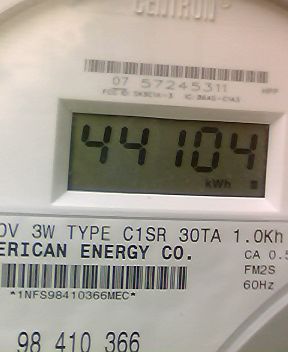 CENTRON
07 57245311
44104
kWh
0V 3W TYPE C1SR 30TA 1.0Kh
ERICAN ENERGY CO.
CA 0.5
FM2S
*1NFS98410366MEC*
60Hz
98 410 366